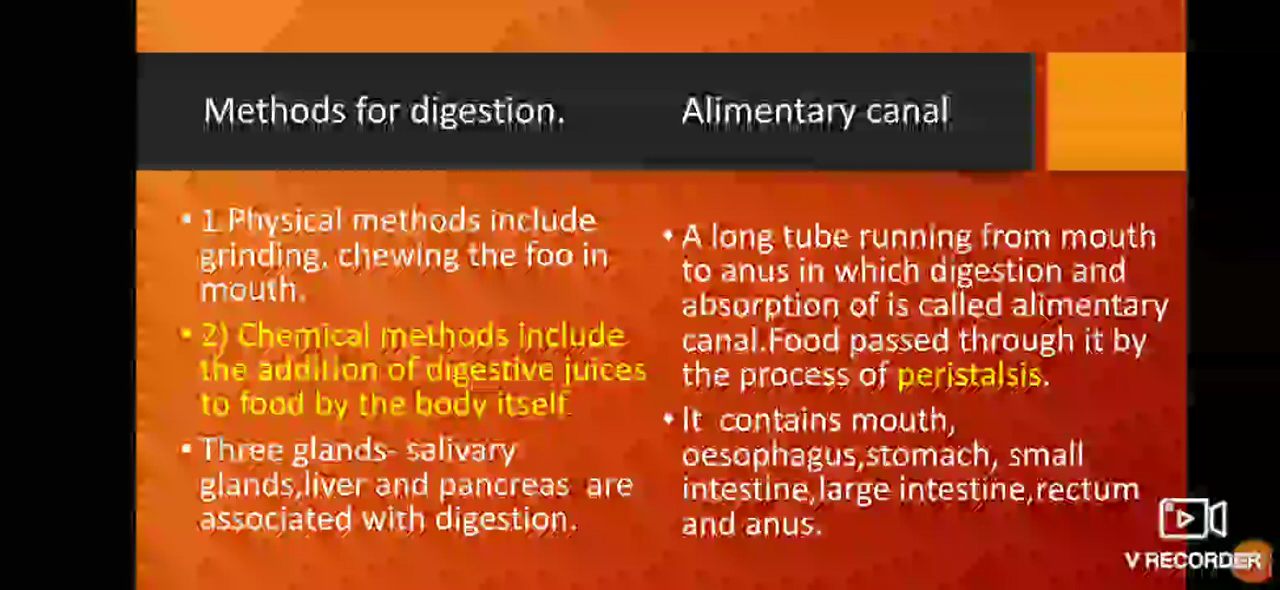 Methods for digestion.
Alimentary canal
• 1.Physical methods include
grinding, chewing the foo in
mouth.
• 2) Chemical methods include
the addition of digestive juices
to food by the body itself
• Three glands- salivary
glands,liver and pancreas are
associated with digestion.
• A long tube running from mouth
to anus in which digestion and
absorption of is called alimentary
canal.Food passed through it by
the process of peristalsis.
• It contains mouth,
oesophagus,stomach, small
intestine,large intestine,rectum
and anus.
V RECORDER